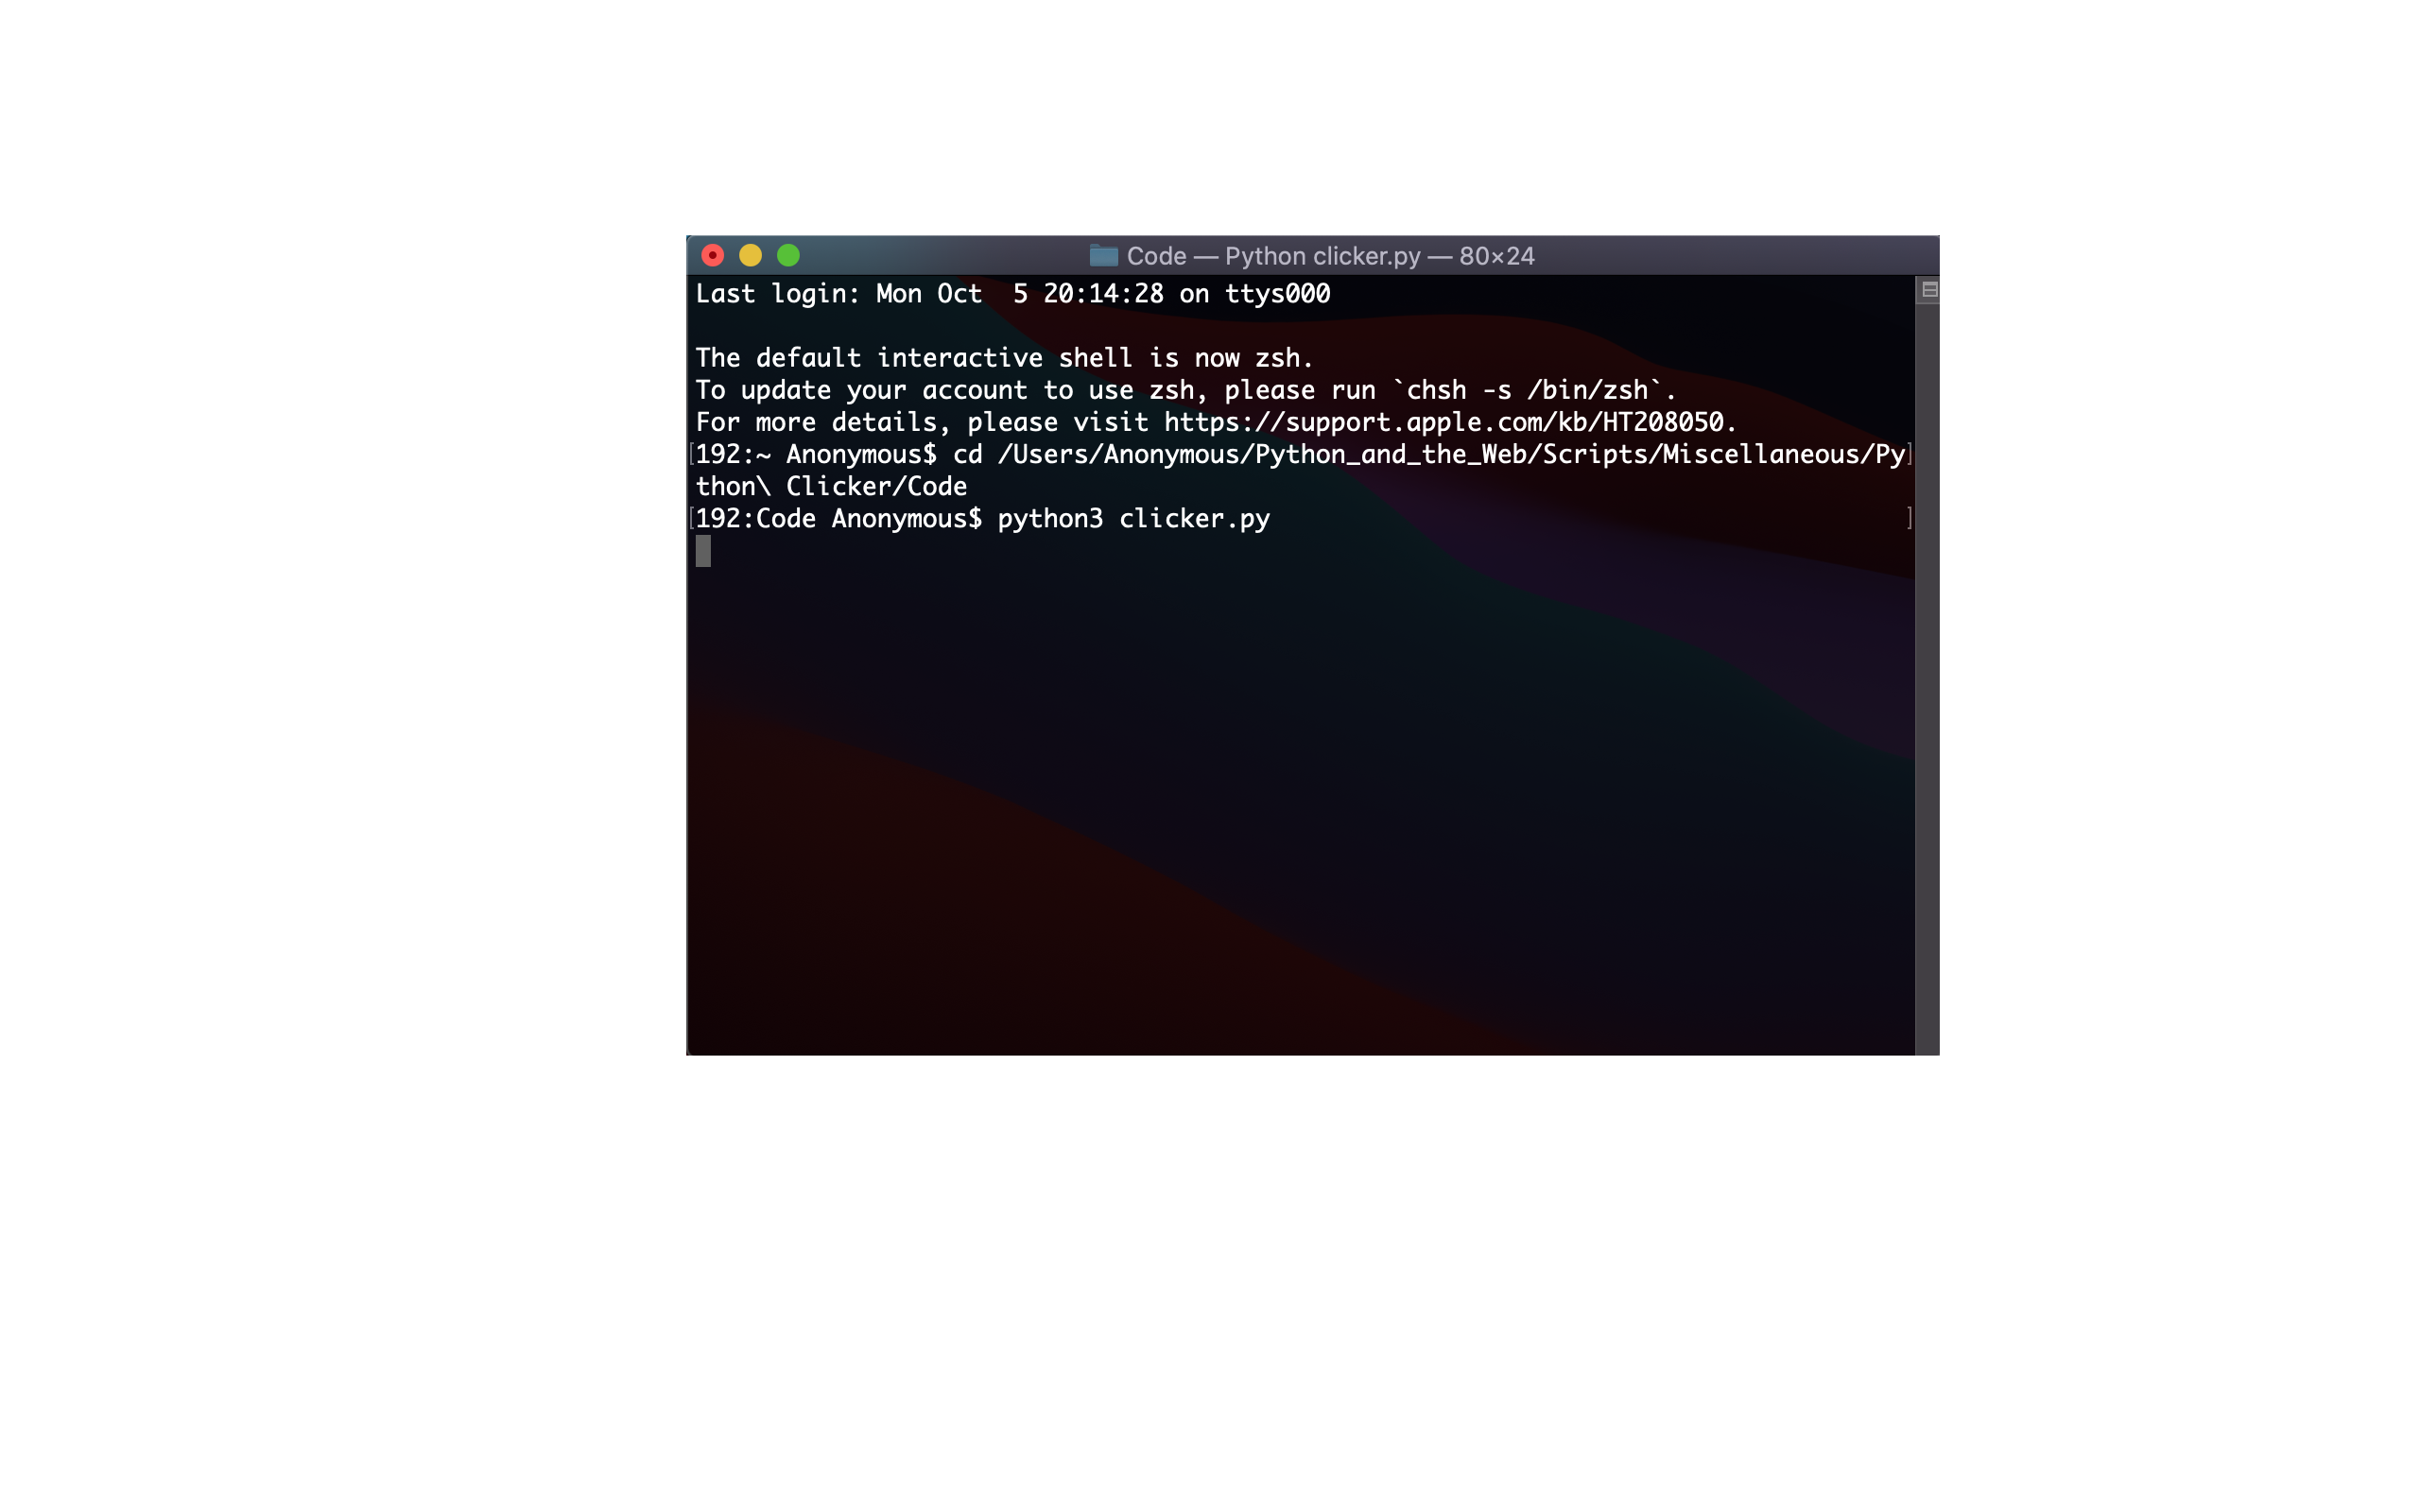 Code — Python clicker.py — 80×24
Last login: Mon Oct  5 20:14:28 on ttys000
The default interactive shell is now zsh.
To update your account to use zsh, please run `chsh -s /bin/zsh`.
For more details, please visit https://support.apple.com/kb/HT208050.
[192:~ Anonymous$ cd /Users/Anonymous/Python_and_the_Web/Scripts/Miscellaneous/Py]
thon\ Clicker/Code
[192:Code Anonymous$ python3 clicker.py ]